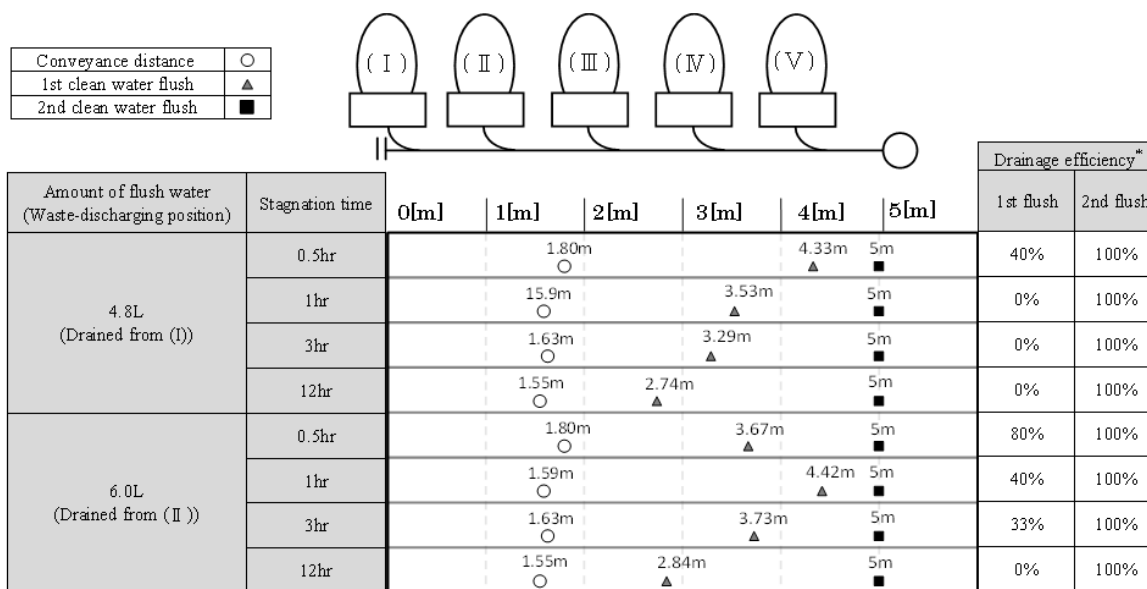 (Ⅰ) (Ⅱ) (Ⅲ) (Ⅳ) (Ⅴ)
Conveyance distance ○
1st clean water flush ▲
2nd clean water flush ■
Drainage efficiency*
Amount of flush water
(Waste-discharging position)
Stagnation time
0[m] 1[m] 2[m] 3[m] 4[m] 5[m]
1st flush 2nd flush
4.8L
(Drained from (Ⅰ))
0.5hr 1.80m 4.33m 5m 40% 100%
1hr 15.9m 3.53m 5m 0% 100%
3hr 1.63m 3.29m 5m 0% 100%
12hr 1.55m 2.74m 5m 0% 100%
6.0L
(Drained from (Ⅱ))
0.5hr 1.80m 3.67m 5m 80% 100%
1hr 1.59m 4.42m 5m 40% 100%
3hr 1.63m 3.73m 5m 33% 100%
12hr 1.55m 2.84m 5m 0% 100%